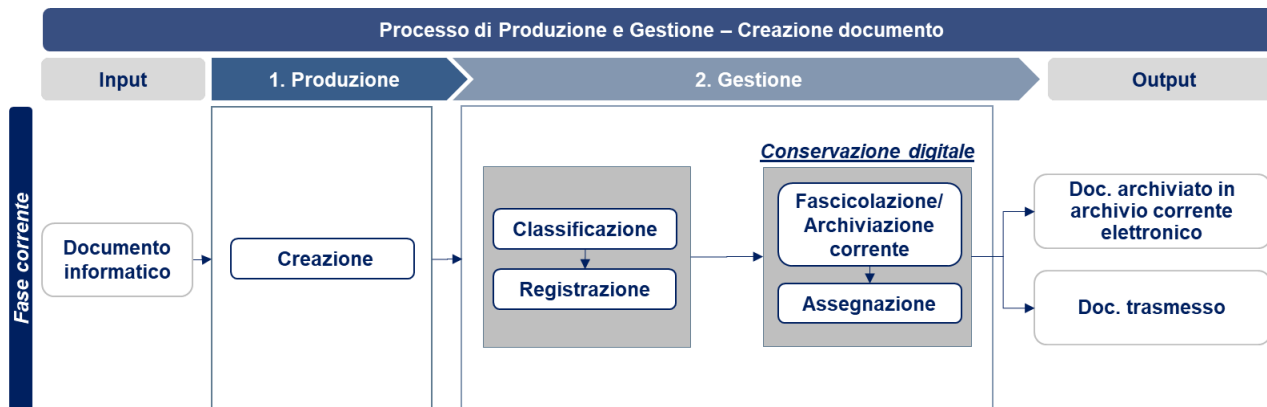 Processo di Produzione e Gestione – Creazione documento
Input
1. Produzione
2. Gestione
Output
Fase corrente
Documento
informatico
Creazione
Classificazione
Registrazione
Conservazione digitale
Fascicolazione/
Archiviazione
corrente
Assegnazione
Doc. archiviato in
archivio corrente
elettronico
Doc. trasmesso